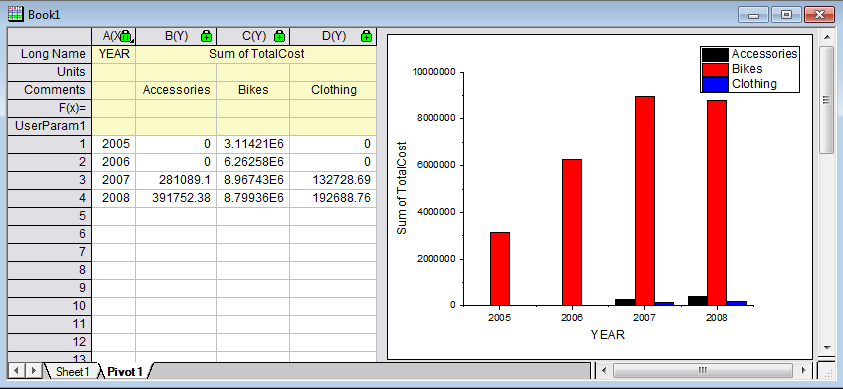 Book1
A(X) B(Y) C(Y) D(Y)
Long Name YEAR Sum of TotalCost
Units
Comments Accessories Bikes Clothing
F(x)=
UserParam1
1 2005 0 3.11421E6 0
2 2006 0 6.26258E6 0
3 2007 281089.1 8.96743E6 132728.69
4 2008 391752.38 8.79936E6 192688.76
5
6
7
8
9
10
11
12
13
Sheet1 Pivot1
Accessories
Bikes
Clothing
10000000
8000000
6000000
4000000
2000000
0
Sum of TotalCost
2005 2006 2007 2008
YEAR